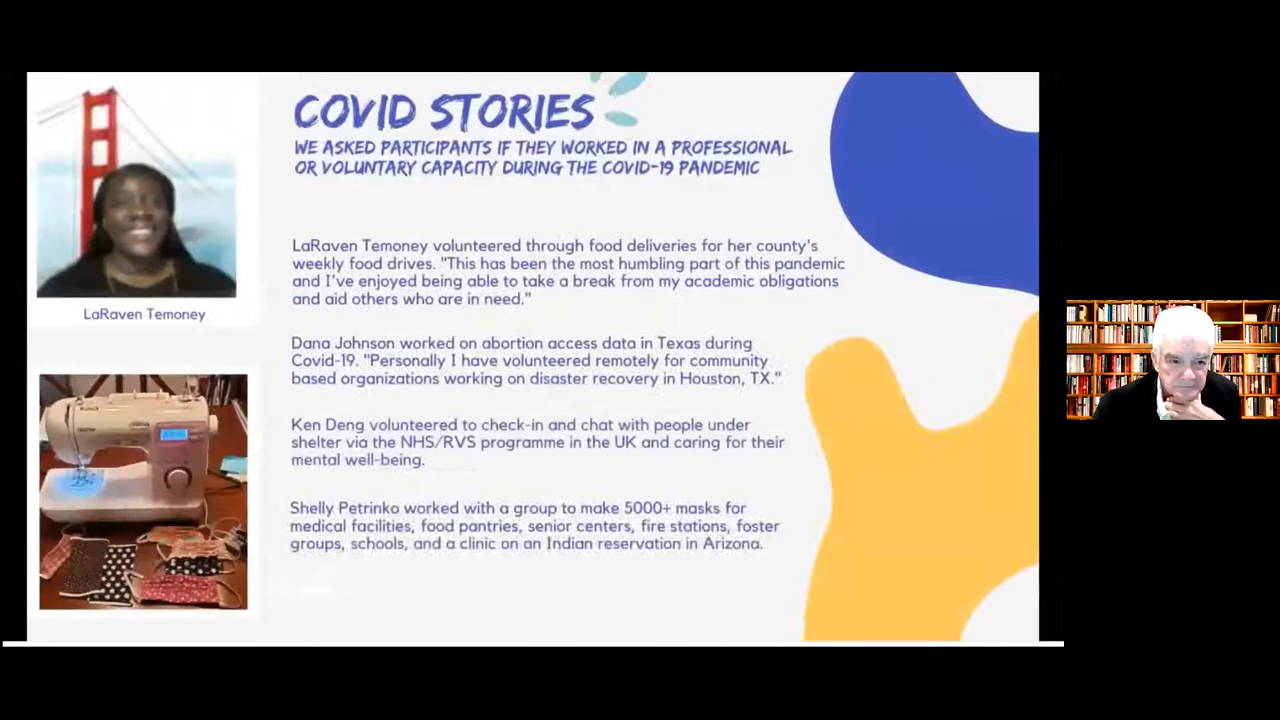 COVID STORIES
WE ASKED PARTICIPANTS IF THEY WORKED IN A PROFESSIONAL
OR VOLUNTARY CAPACITY DURING THE COVID-19 PANDEMIC
LaRaven Temoney volunteered through food deliveries for her county's
weekly food drives. "This has been the most humbling part of this pandemic
and I've enjoyed being able to take a break from my academic obligations
and aid others who are in need."
LaRaven Temoney
Dana Johnson worked on abortion access data in Texas during
Covid-19. "Personally I have volunteered remotely for community
based organizations working on disaster recovery in Houston, TX."
Ken Deng volunteered to check-in and chat with people under
shelter via the NHS/RVS programme in the UK and caring for their
mental well-being.
Shelly Petrinko worked with a group to make 5000+ masks for
medical facilities, food pantries, senior centers, fire stations, foster
groups, schools, and a clinic on an Indian reservation in Arizona.